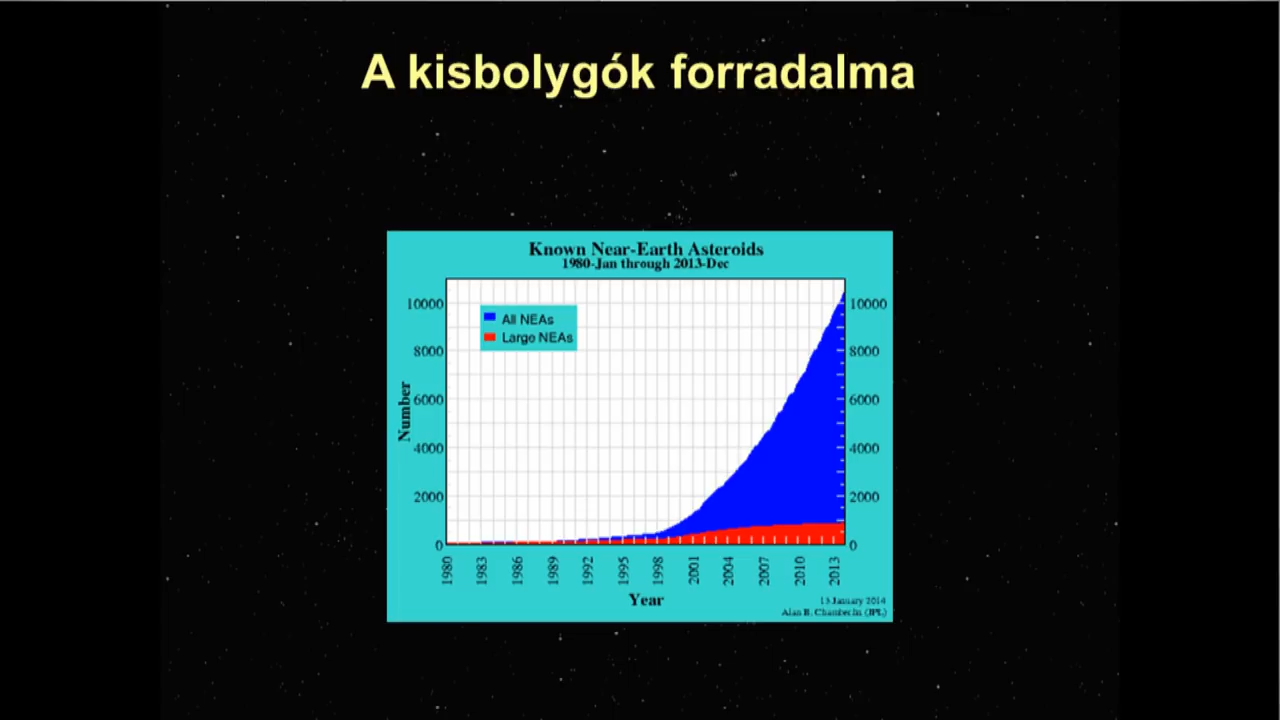 A kisbolygók forradalma
Known Near-Earth Asteroids
1980-Jan through 2013-Dec
All NEAs
Large NEAs
Number
10000
8000
6000
4000
2000
0
10000
8000
6000
4000
2000
0
1980 1983 1986 1989 1992 1995 1998 2001 2004 2007 2010 2013
Year
15 January 2014
Alan B. Chamberlin (JPL)